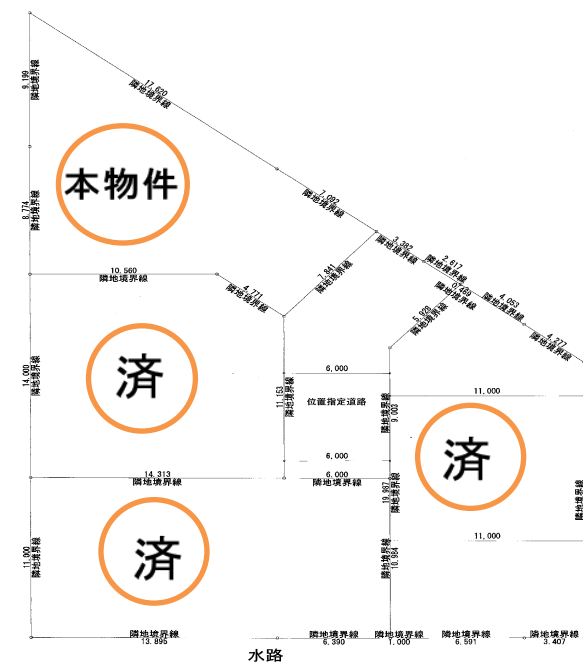 9,199
隣地境界線
17,620
隣地境界線
本物件
8,774
隣地境界線
7,092
隣地境界線
3,382
隣地境界線
2,617
隣地境界線
0,469
4,053
隣地境界線
4,277
隣地境界線
7,841
隣地境界線
5,928
隣地境界線
10,560
隣地境界線
4,771
隣地境界線
14,000
隣地境界線
済
11,153
隣地境界線
6,000
位置指定道路
9,003
隣地境界線
11,000
済
隣地境界線
6,000
14,313
隣地境界線
6,000
隣地境界線
19,987
隣地境界線
10,984
11,000
11,000
隣地境界線
済
隣地境界線
13,895
隣地境界線
6,390
隣地境界線
1,000
隣地境界線
6,591
隣地境界線
3,407
水路